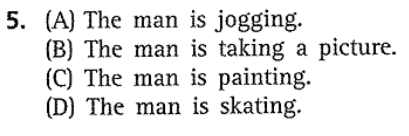 5. (A) The man is jogging.
(B) The man is taking a picture.
(C) The man is painting.
(D) The man is skating.